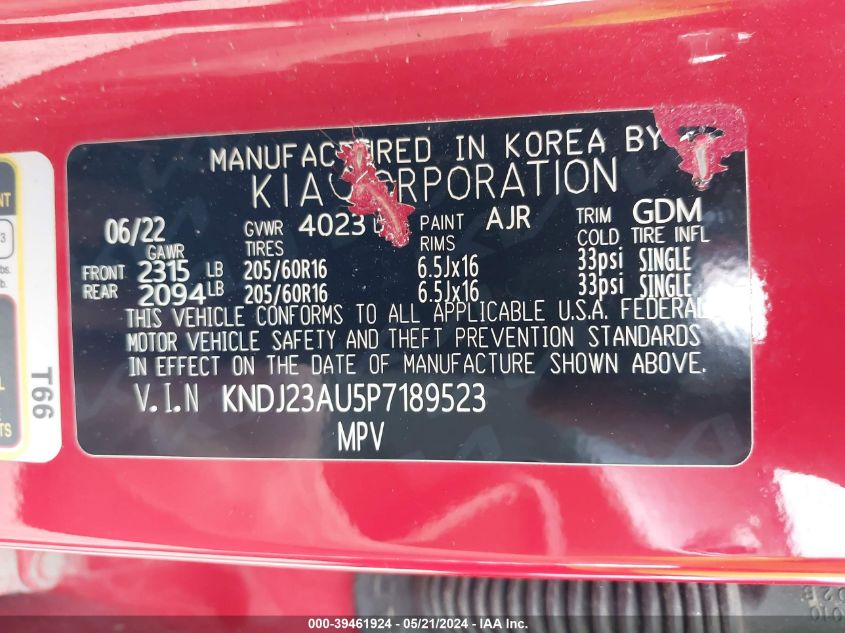 MANUFACTURED IN KOREA BY
KIA CORPORATION
06/22 GVWR 4023 PAINT AJR TRIM GDM
GAWR TIRES RIMS COLD TIRE INFL
FRONT 2315 LB 205/60R16 6.5Jx16 33psi SINGLE
REAR 2094 LB 205/60R16 6.5Jx16 33psi SINGLE
THIS VEHICLE CONFORMS TO ALL APPLICABLE U.S.A. FEDERAL
MOTOR VEHICLE SAFETY AND THEFT PREVENTION STANDARDS
IN EFFECT ON THE DATE OF MANUFACTURE SHOWN ABOVE.
V.I.N KNDJ23AU5P7189523
MPV
T66
000-39461924 - 05/21/2024 - IAA Inc.